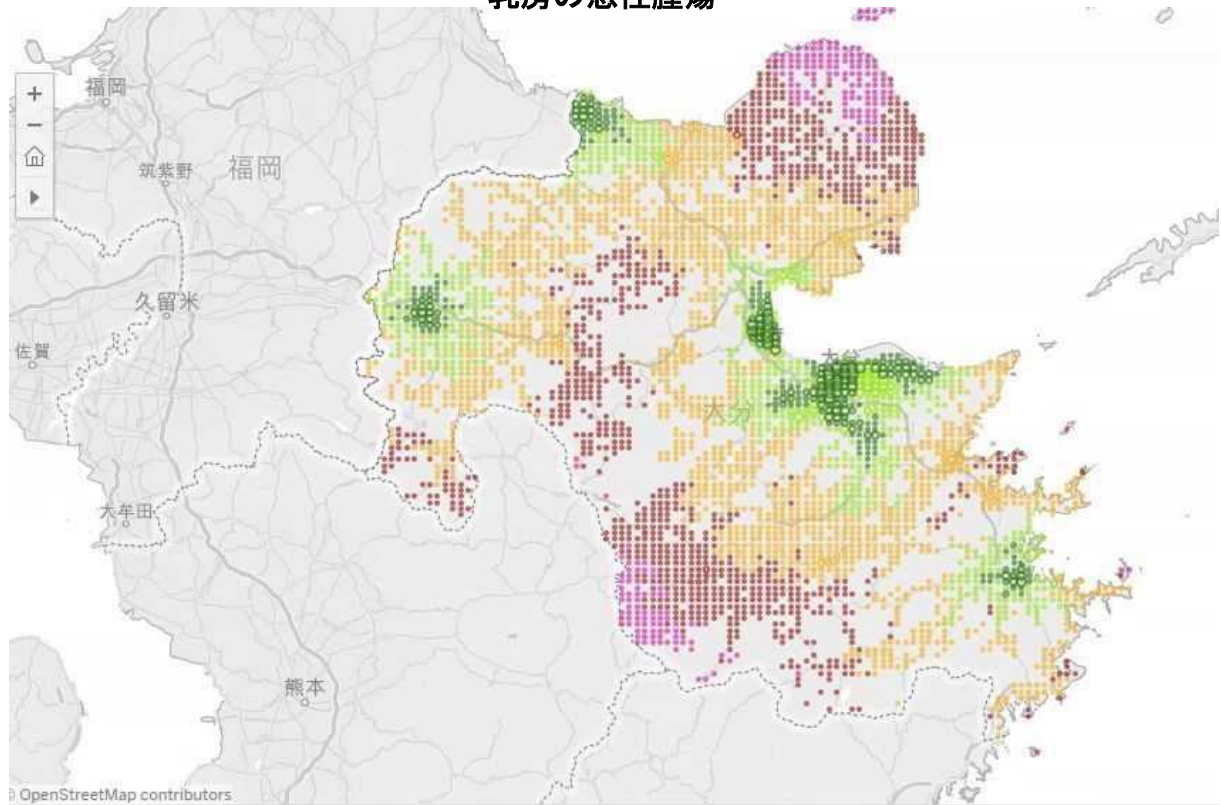 乳房の悪性腫瘍
福岡
筑紫野
福岡
久留米
佐賀
大分
大分
大牟田
熊本
OpenStreetMap contributors